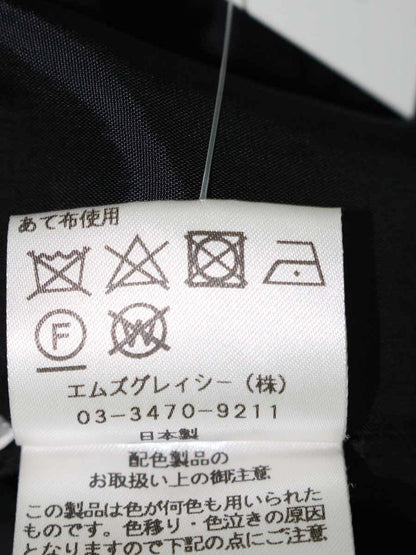 あて布使用
F
W
エムズグレイシー（株）
03-3470-9211
日本製
配色製品の
お取扱い上の御注意
この製品は色が何色も用いられた
ものです。色移り・色泣きの原因
となりますので下記の点にご注意